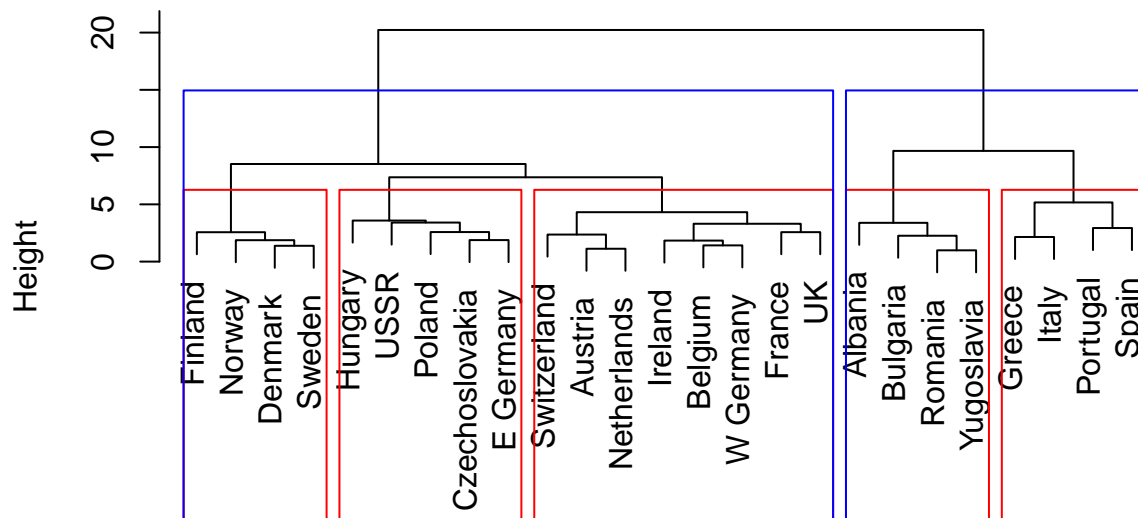 Height
20
10
5
0
Finland
Norway
Denmark
Sweden
Hungary
USSR
Poland
Czechoslovakia
E Germany
Switzerland
Austria
Netherlands
Ireland
Belgium
W Germany
France
UK
Albania
Bulgaria
Romania
Yugoslavia
Greece
Italy
Portugal
Spain